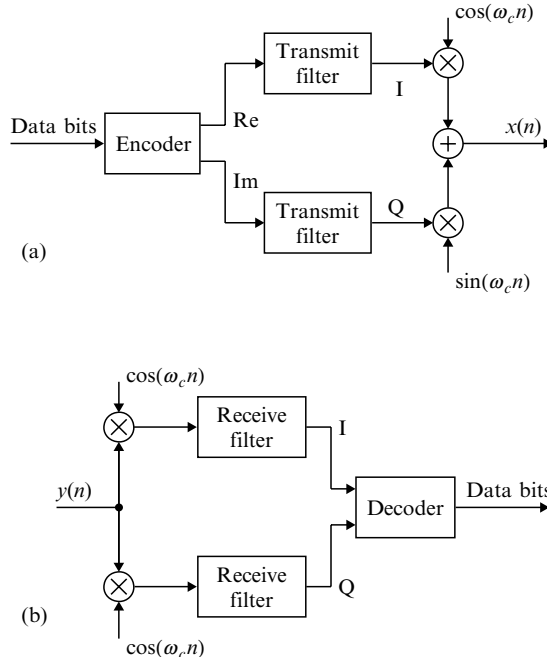 cos(ω_c n)
Transmit
filter
I
Data bits
Encoder
Re
x(n)
Im
Transmit
filter
Q
(a)
sin(ω_c n)
cos(ω_c n)
Receive
filter
I
y(n)
Decoder
Data bits
Receive
filter
Q
(b)
cos(ω_c n)